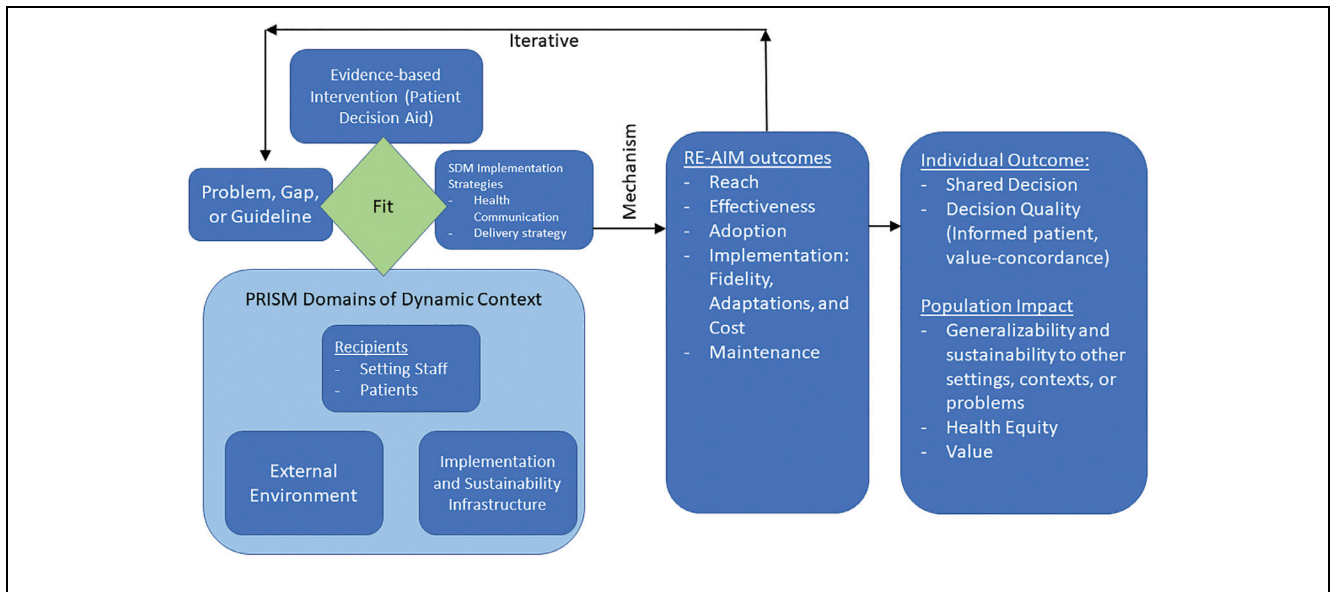 Iterative
Evidence-based
Intervention (Patient
Decision Aid)
Problem, Gap,
or Guideline
Fit
SDM Implementation
Strategies
- Health
Communication
- Delivery strategy
Mechanism
PRISM Domains of Dynamic Context
Recipients
- Setting Staff
- Patients
External
Environment
Implementation
and Sustainability
Infrastructure
RE-AIM outcomes
- Reach
- Effectiveness
- Adoption
- Implementation:
Fidelity,
Adaptations, and
Cost
- Maintenance
Individual Outcome:
- Shared Decision
- Decision Quality
(Informed patient,
value-concordance)
Population Impact
- Generalizability and
sustainability to other
settings, contexts, or
problems
- Health Equity
- Value